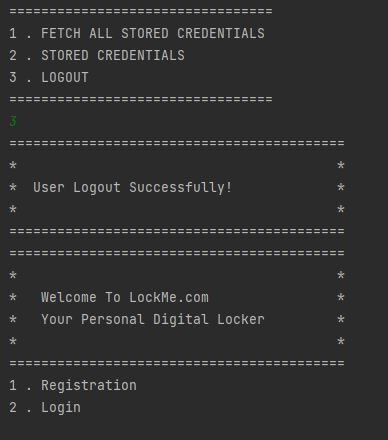 =================================
1 . FETCH ALL STORED CREDENTIALS
2 . STORED CREDENTIALS
3 . LOGOUT
=================================
3
==========================================
*                                        *
*  User Logout Successfully!             *
*                                        *
==========================================
==========================================
*                                        *
*   Welcome To LockMe.com                *
*   Your Personal Digital Locker         *
*                                        *
==========================================
1 . Registration
2 . Login